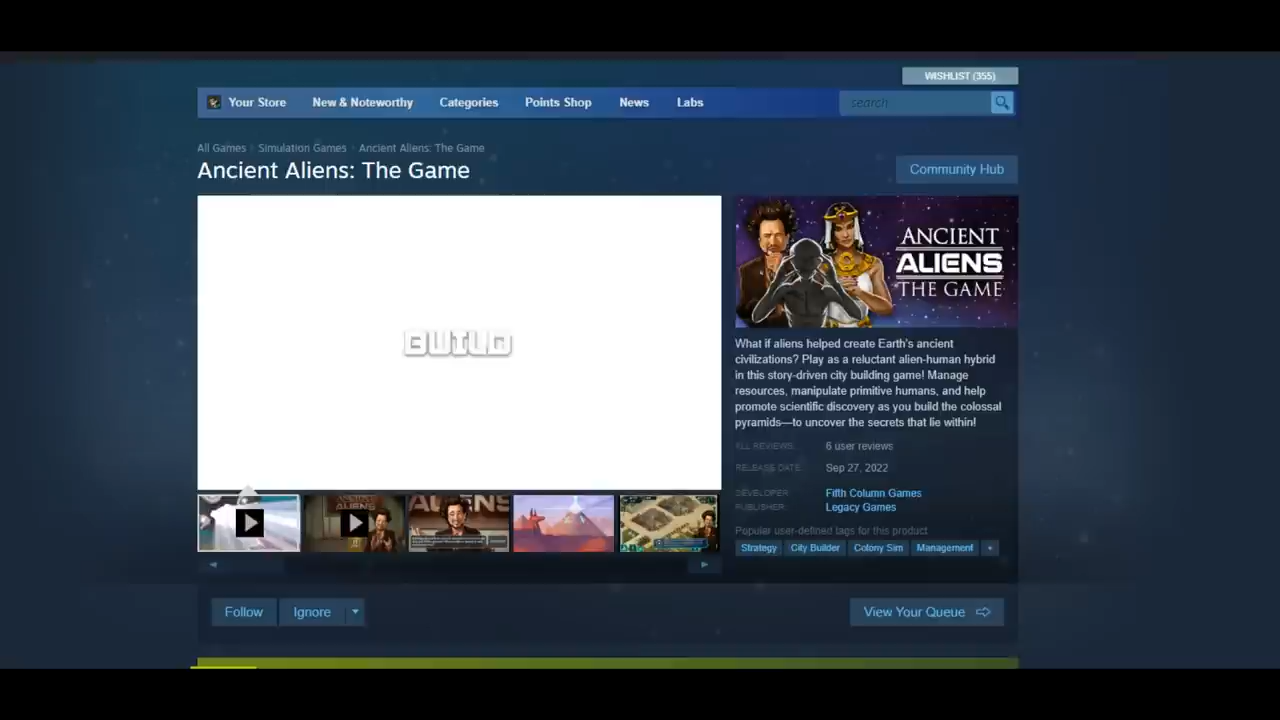 WISHLIST (355)
Your Store New & Noteworthy Categories Points Shop News Labs search
All Games Simulation Games Ancient Aliens: The Game
Ancient Aliens: The Game
Community Hub
BUILD
ANCIENT
ALIENS
THE GAME
What if aliens helped create Earth's ancient
civilizations? Play as a reluctant alien-human hybrid
in this story-driven city building game! Manage
resources, manipulate primitive humans, and help
promote scientific discovery as you build the colossal
pyramids—to uncover the secrets that lie within!
ALL REVIEWS: 6 user reviews
RELEASE DATE: Sep 27, 2022
DEVELOPER: Fifth Column Games
PUBLISHER: Legacy Games
Popular user-defined tags for this product
Strategy City Builder Colony Sim Management +
Follow Ignore
View Your Queue